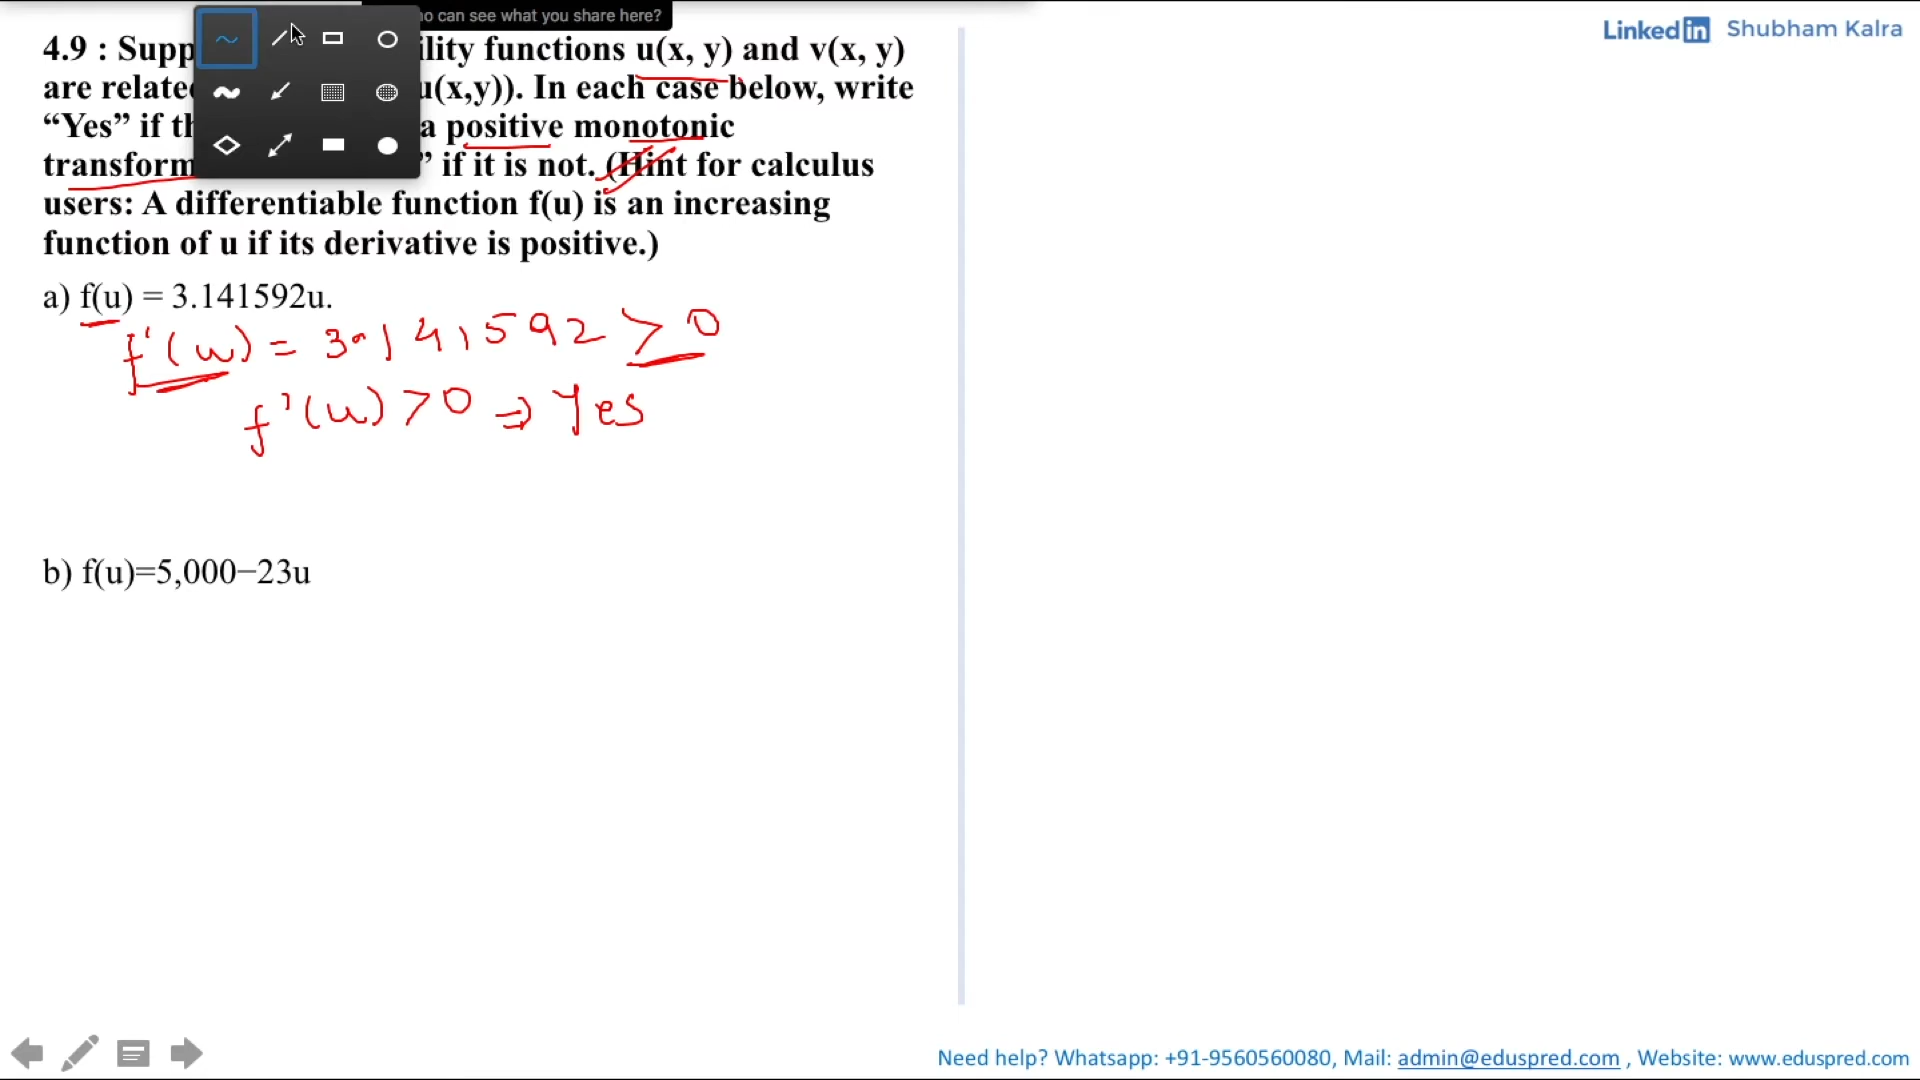 who can see what you share here?
Linked in Shubham Kalra
4.9 : Supp ility functions u(x, y) and v(x, y)
are related u(x,y)). In each case below, write
“Yes” if th a positive monotonic
transform ” if it is not. (Hint for calculus
users: A differentiable function f(u) is an increasing
function of u if its derivative is positive.)
a) f(u) = 3.141592u.
f'(u) = 3.141592 > 0
f'(u) > 0 ⇒ Yes
b) f(u)=5,000−23u
Need help? Whatsapp: +91-9560560080, Mail: admin@eduspred.com , Website: www.eduspred.com